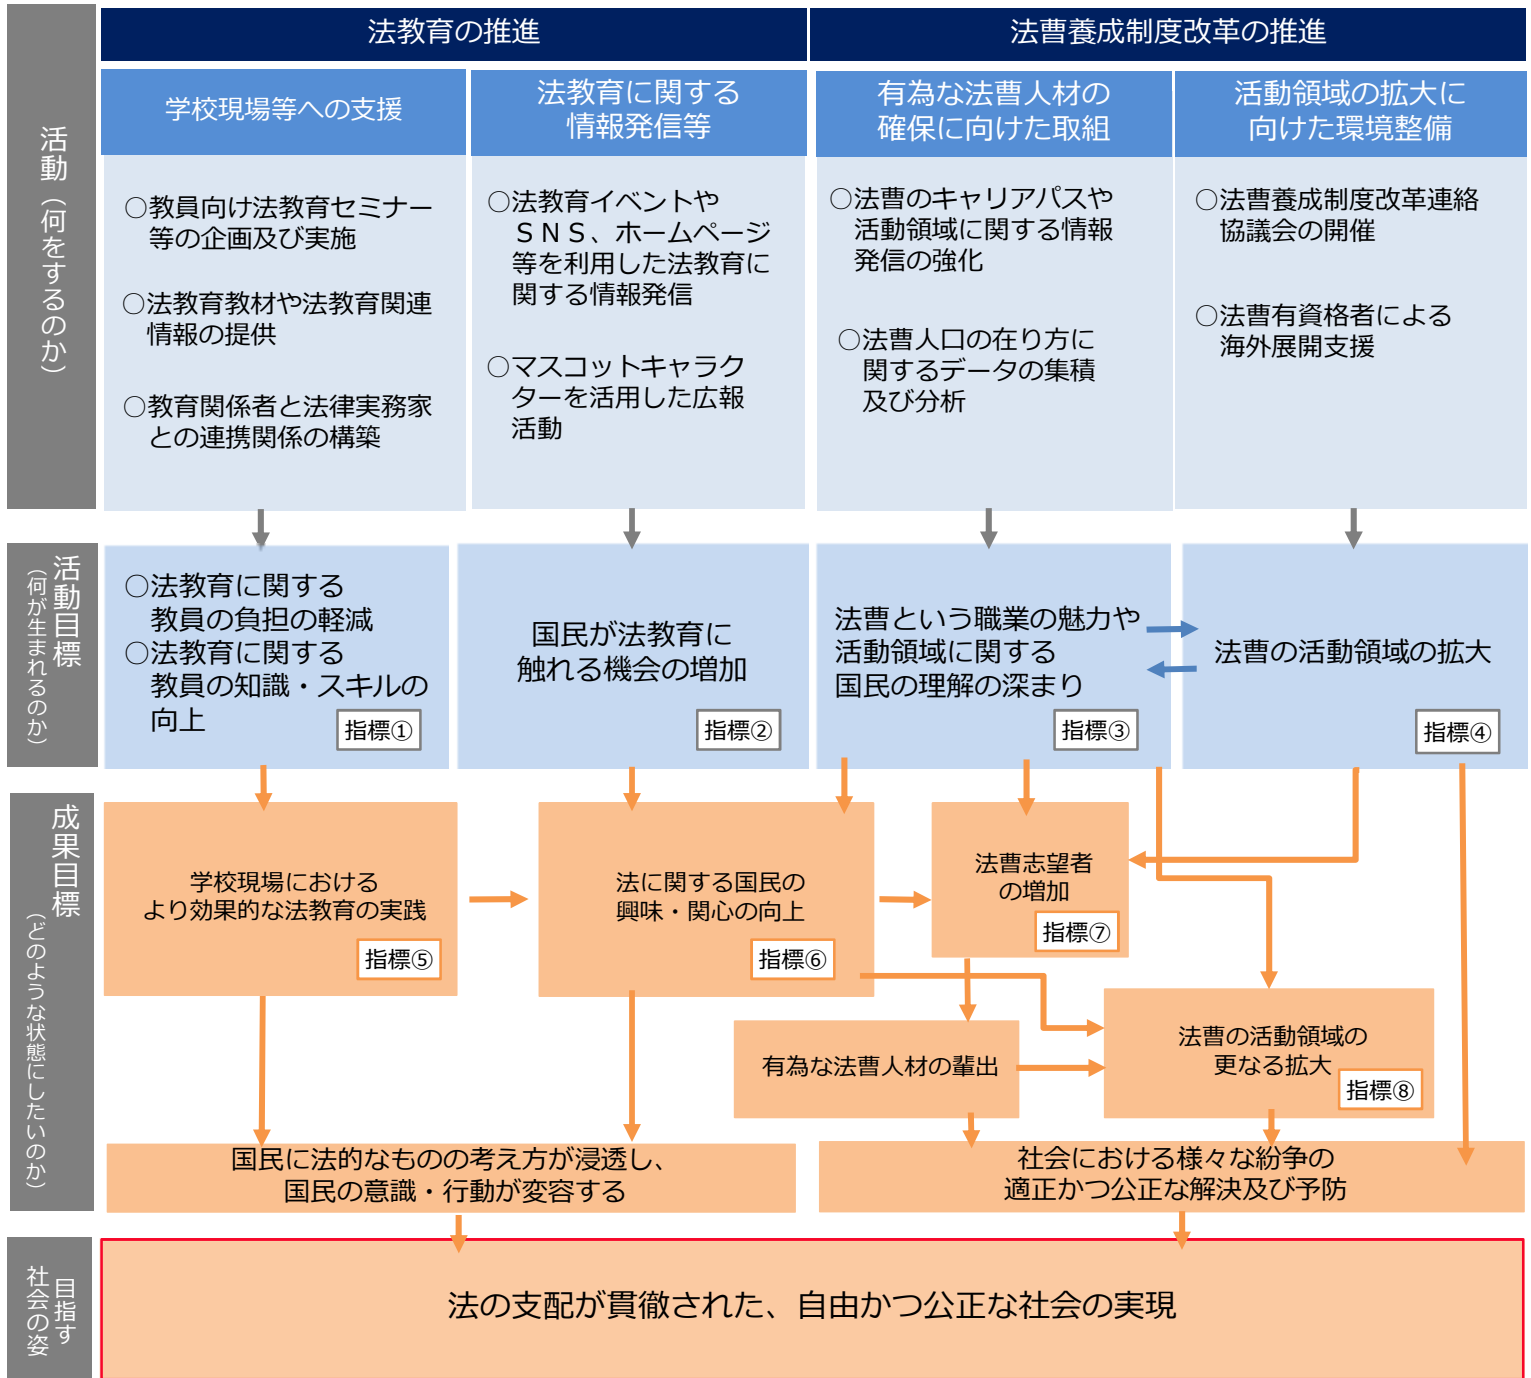 法教育の推進
法曹養成制度改革の推進
活動（何をするのか）
学校現場等への支援
法教育に関する
情報発信等
有為な法曹人材の
確保に向けた取組
活動領域の拡大に
向けた環境整備
○教員向け法教育セミナー
等の企画及び実施
○法教育教材や法教育関連
情報の提供
○教育関係者と法律実務家
との連携関係の構築
○法教育イベントや
ＳＮＳ、ホームページ
等を利用した法教育に
関する情報発信
○マスコットキャラク
ターを活用した広報
活動
○法曹のキャリアパスや
活動領域に関する情報
発信の強化
○法曹人口の在り方に
関するデータの集積
及び分析
○法曹養成制度改革連絡
協議会の開催
○法曹有資格者による
海外展開支援
活動目標
（何が生まれるのか）
○法教育に関する
教員の負担の軽減
○法教育に関する
教員の知識・スキルの
向上
指標①
国民が法教育に
触れる機会の増加
指標②
法曹という職業の魅力や
活動領域に関する
国民の理解の深まり
指標③
法曹の活動領域の拡大
指標④
成果目標
（どのような状態にしたいのか）
学校現場における
より効果的な法教育の実践
指標⑤
法に関する国民の
興味・関心の向上
指標⑥
法曹志望者
の増加
指標⑦
有為な法曹人材の輩出
法曹の活動領域の
更なる拡大
指標⑧
国民に法的なものの考え方が浸透し、
国民の意識・行動が変容する
社会における様々な紛争の
適正かつ公正な解決及び予防
目指す
社会の姿
法の支配が貫徹された、自由かつ公正な社会の実現